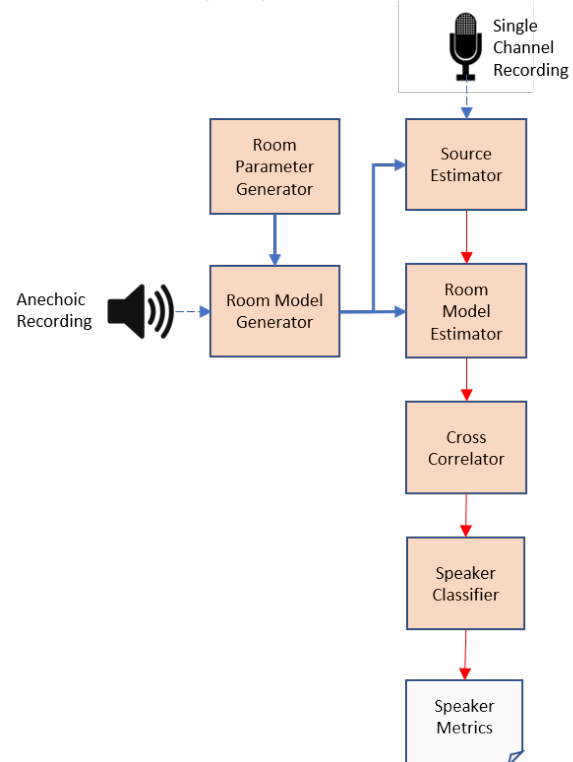 Single
Channel
Recording
Room
Parameter
Generator
Source
Estimator
Anechoic
Recording
Room Model
Generator
Room
Model
Estimator
Cross
Correlator
Speaker
Classifier
Speaker
Metrics